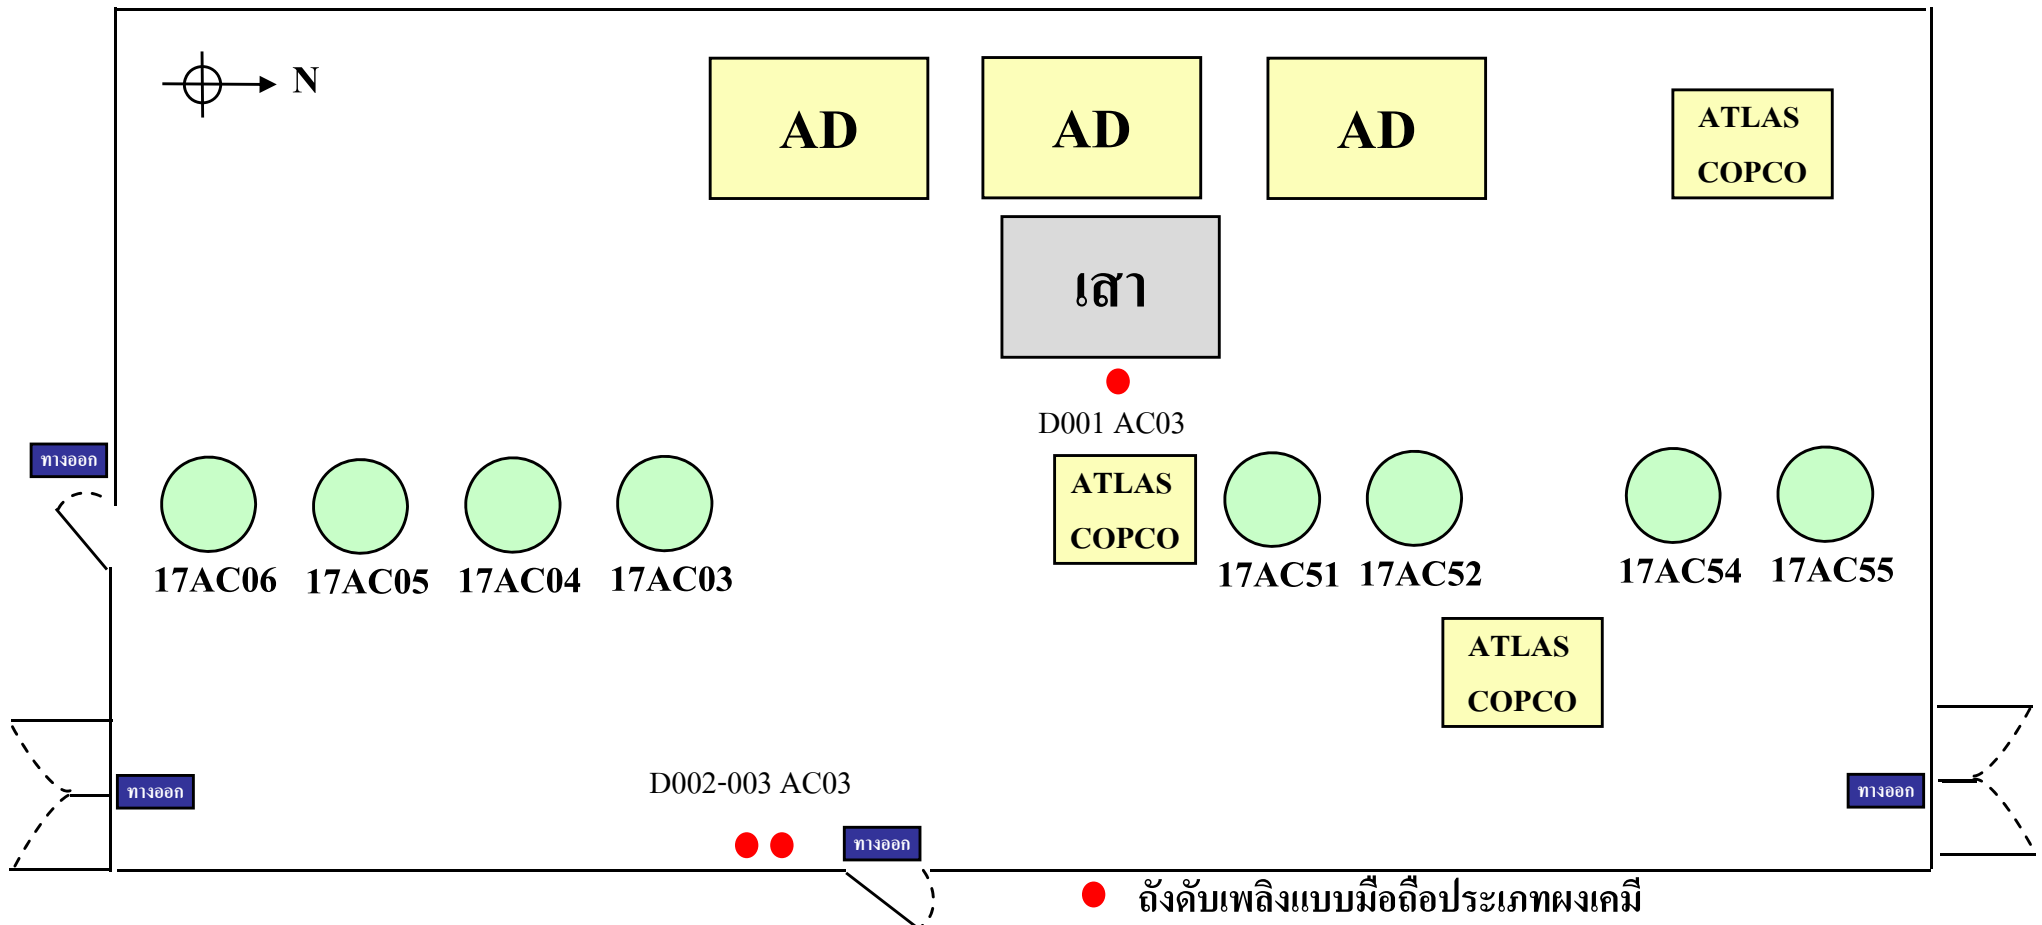 N
AD
AD
AD
ATLAS
COPCO
เสา
D001 AC03
ทางออก
ATLAS
COPCO
17AC06
17AC05
17AC04
17AC03
17AC51
17AC52
17AC54
17AC55
ATLAS
COPCO
D002-003 AC03
ทางออก
ทางออก
ทางออก
ถังดับเพลิงแบบมือถือประเภทผงเคมี